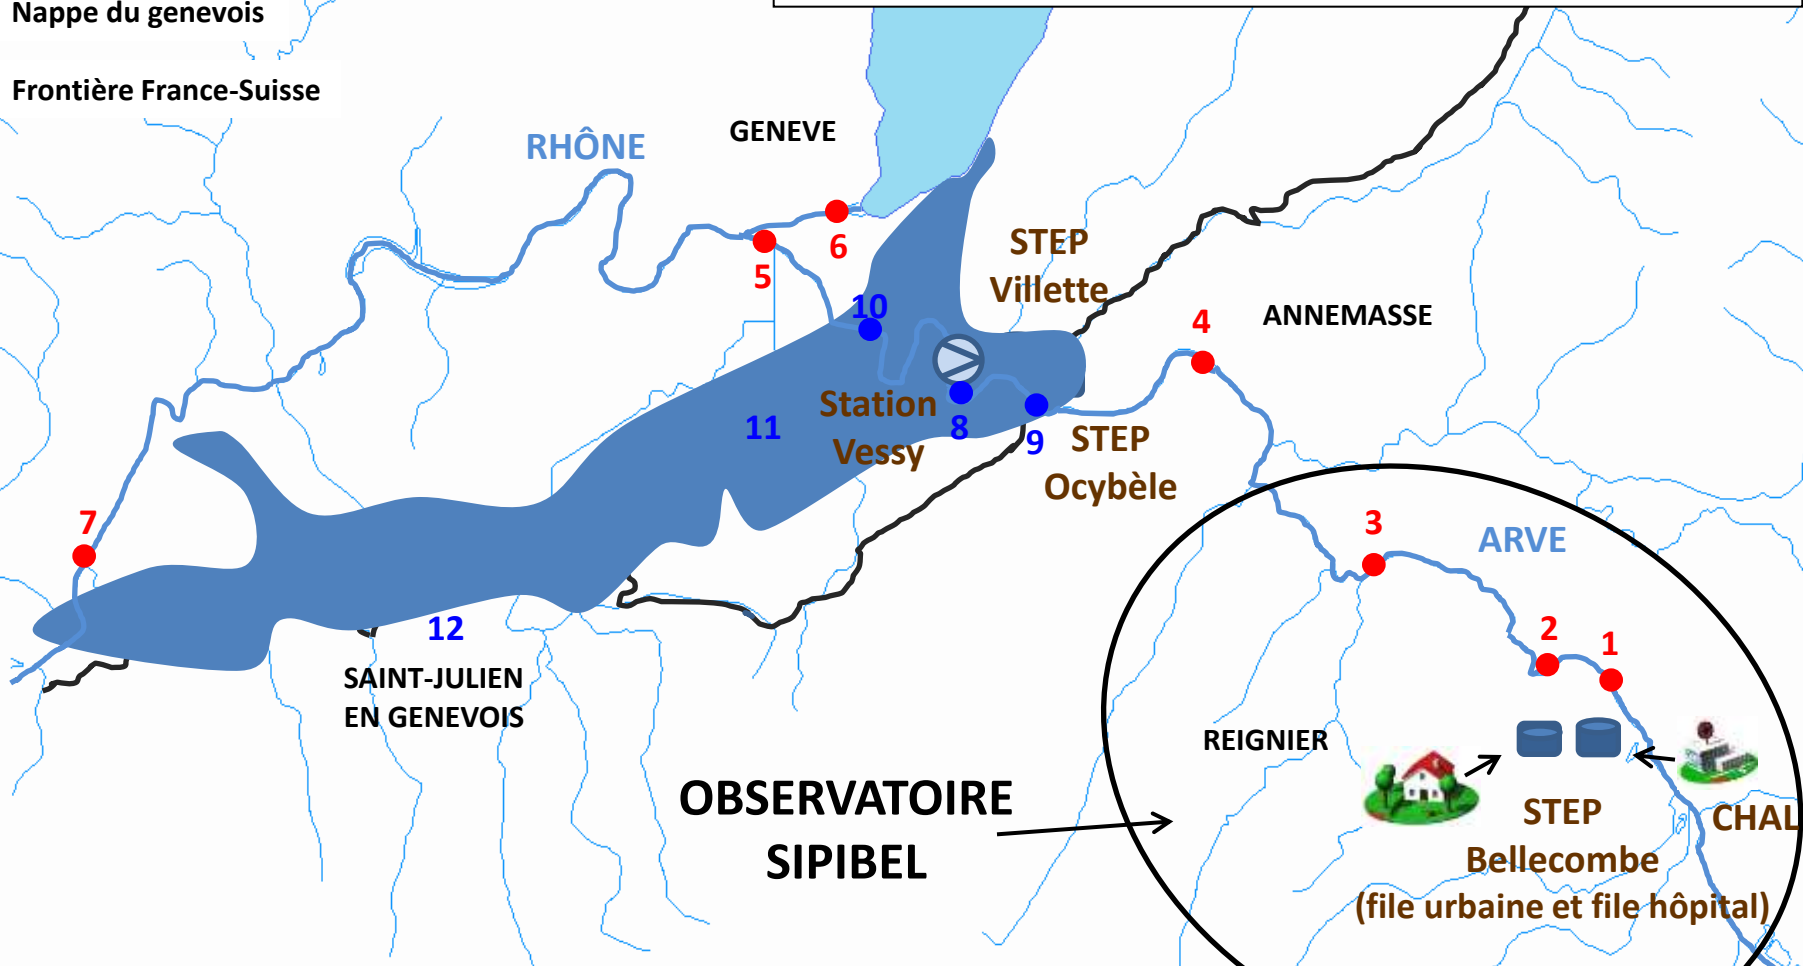 Nappe du genevois
Frontière France-Suisse
RHÔNE
GENEVE
6
5
STEP
Villette
10
4
ANNEMASSE
Station
Vessy
11
8
9
STEP
Ocybèle
7
3
ARVE
12
2
1
SAINT-JULIEN
EN GENEVOIS
REIGNIER
OBSERVATOIRE
SIPIBEL
STEP
Bellecombe
(file urbaine et file hôpital)
CHAL